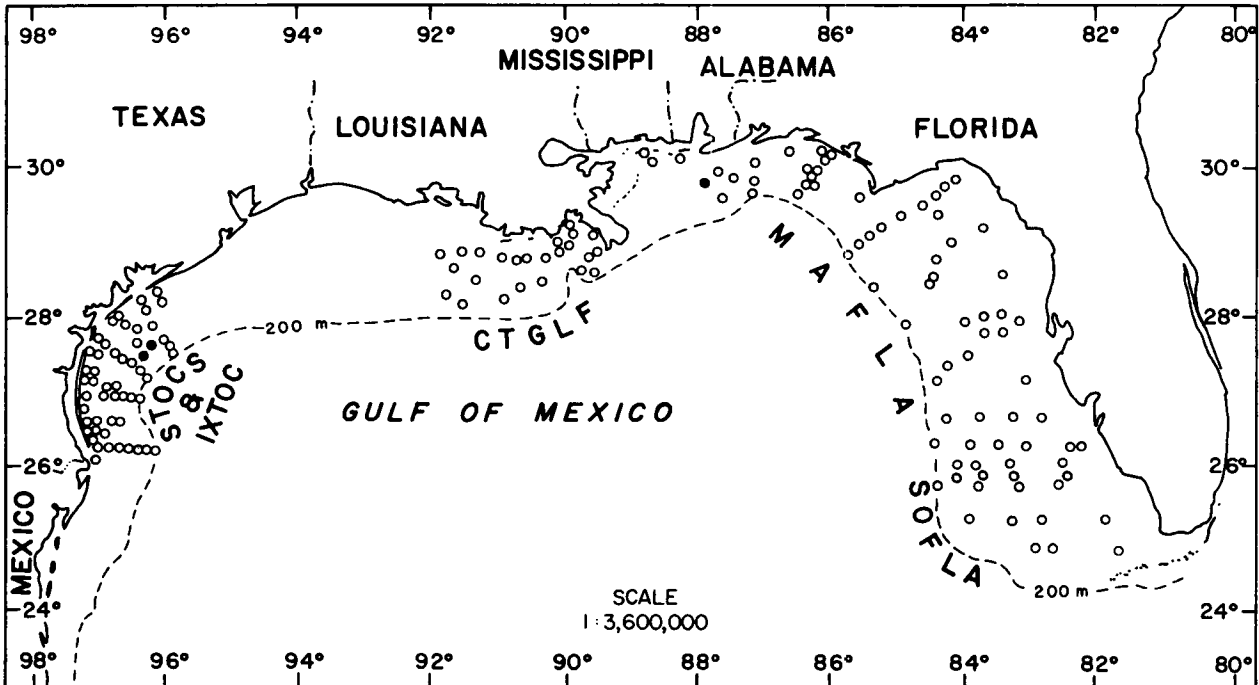 98° 96° 94° 92° 90° 88° 86° 84° 82° 80°
MISSISSIPPI ALABAMA
TEXAS LOUISIANA FLORIDA
30° 30°
MAFLA
28° 200 m CTGLF 28°
STOCS & IXTOC
GULF OF MEXICO
26° 26°
SOFLA
MEXICO
SCALE
1:3,600,000
200 m
24° 24°
98° 96° 94° 92° 90° 88° 86° 84° 82° 80°